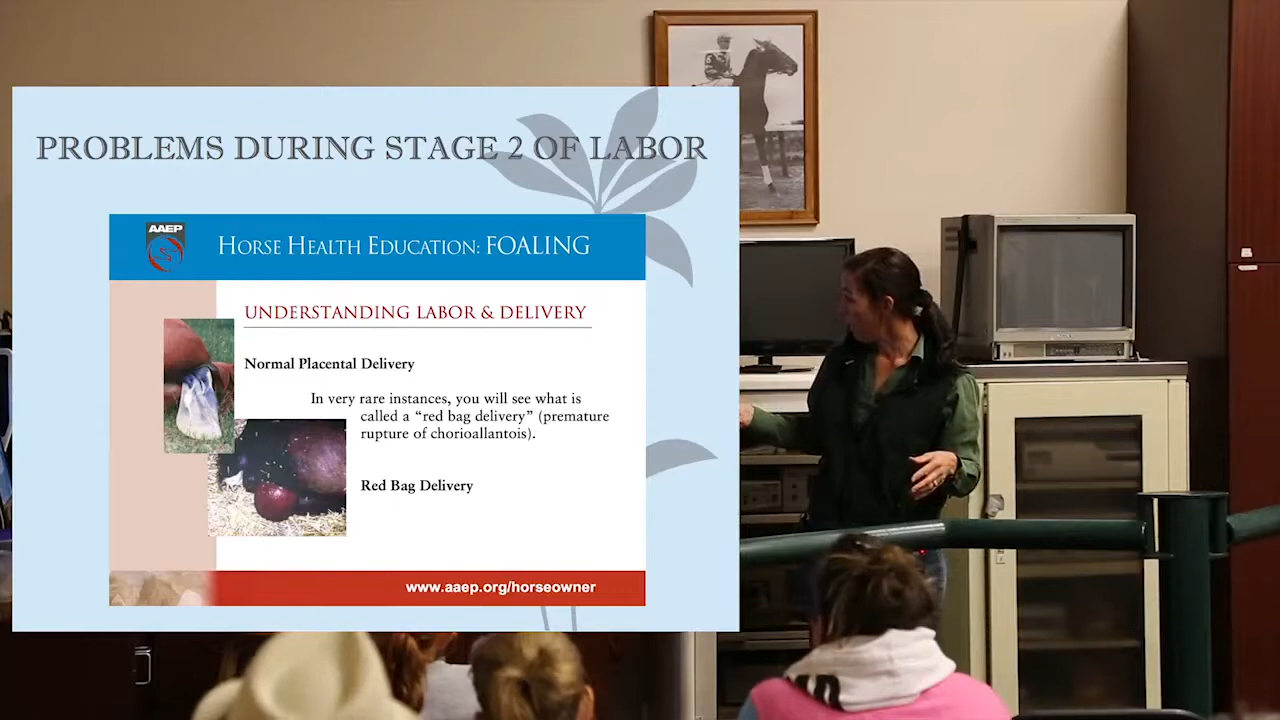 PROBLEMS DURING STAGE 2 OF LABOR
AAEP
HORSE HEALTH EDUCATION: FOALING
UNDERSTANDING LABOR & DELIVERY
Normal Placental Delivery
In very rare instances, you will see what is
called a “red bag delivery” (premature
rupture of chorioallantois).
Red Bag Delivery
www.aaep.org/horseowner